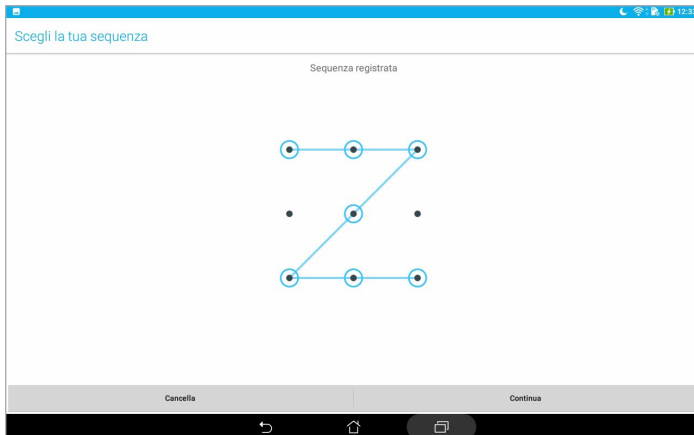 Scegli la tua sequenza
Sequenza registrata
Cancella
Continua